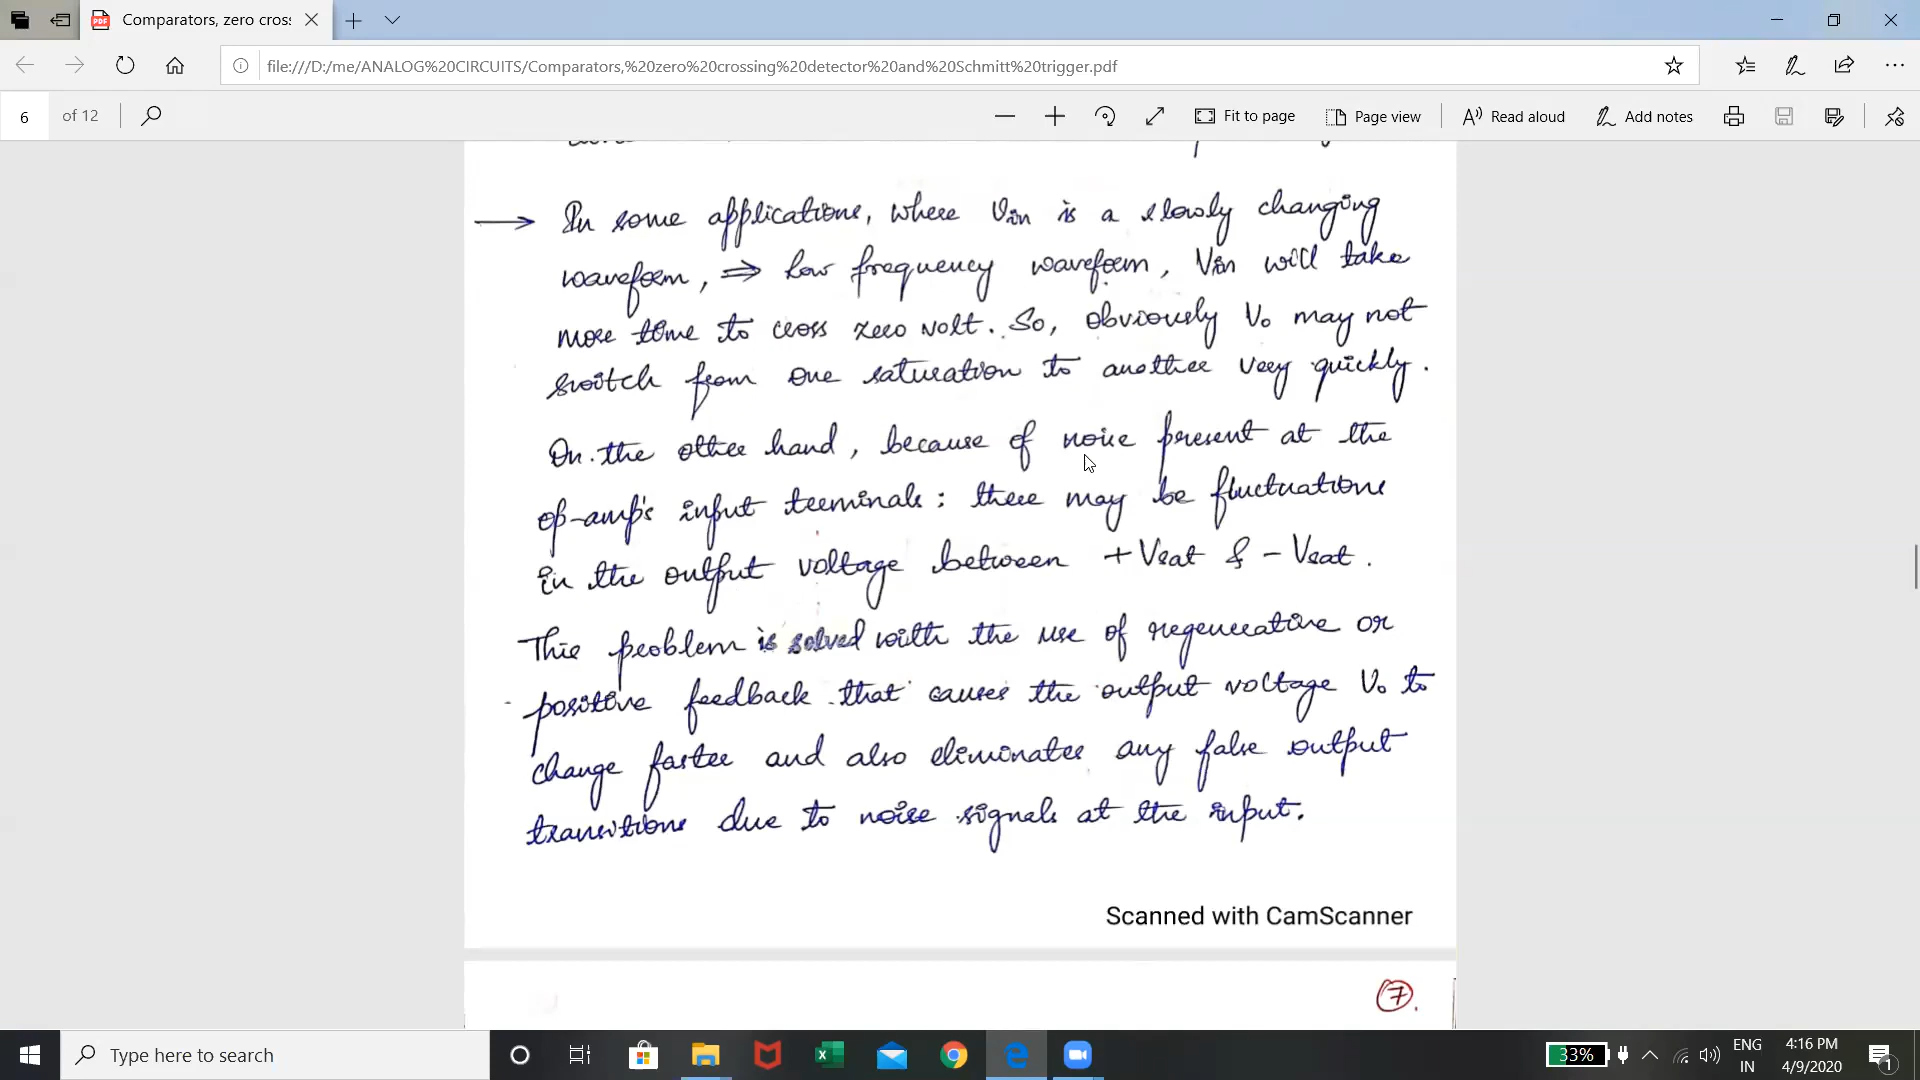 Comparators, zero cross
file:///D:/me/ANALOG%20CIRCUITS/Comparators,%20zero%20crossing%20detector%20and%20Schmitt%20trigger.pdf
6 of 12 Fit to page Page view Read aloud Add notes
→ In some applications, where Vin is a slowly changing
waveform, ⇒ low frequency waveform, Vin will take
more time to cross zero volt. So, obviously Vo may not
switch from one saturation to another very quickly.
On the other hand, because of noise present at the
op-amp's input terminals; there may be fluctuations
in the output voltage between +Vsat & -Vsat.
This problem is solved with the use of regenerative or
positive feedback that causes the output voltage Vo to
change faster and also eliminates any false output
transitions due to noise signals at the input.
Scanned with CamScanner
7.
Type here to search
33%
ENG
IN
4:16 PM
4/9/2020
1